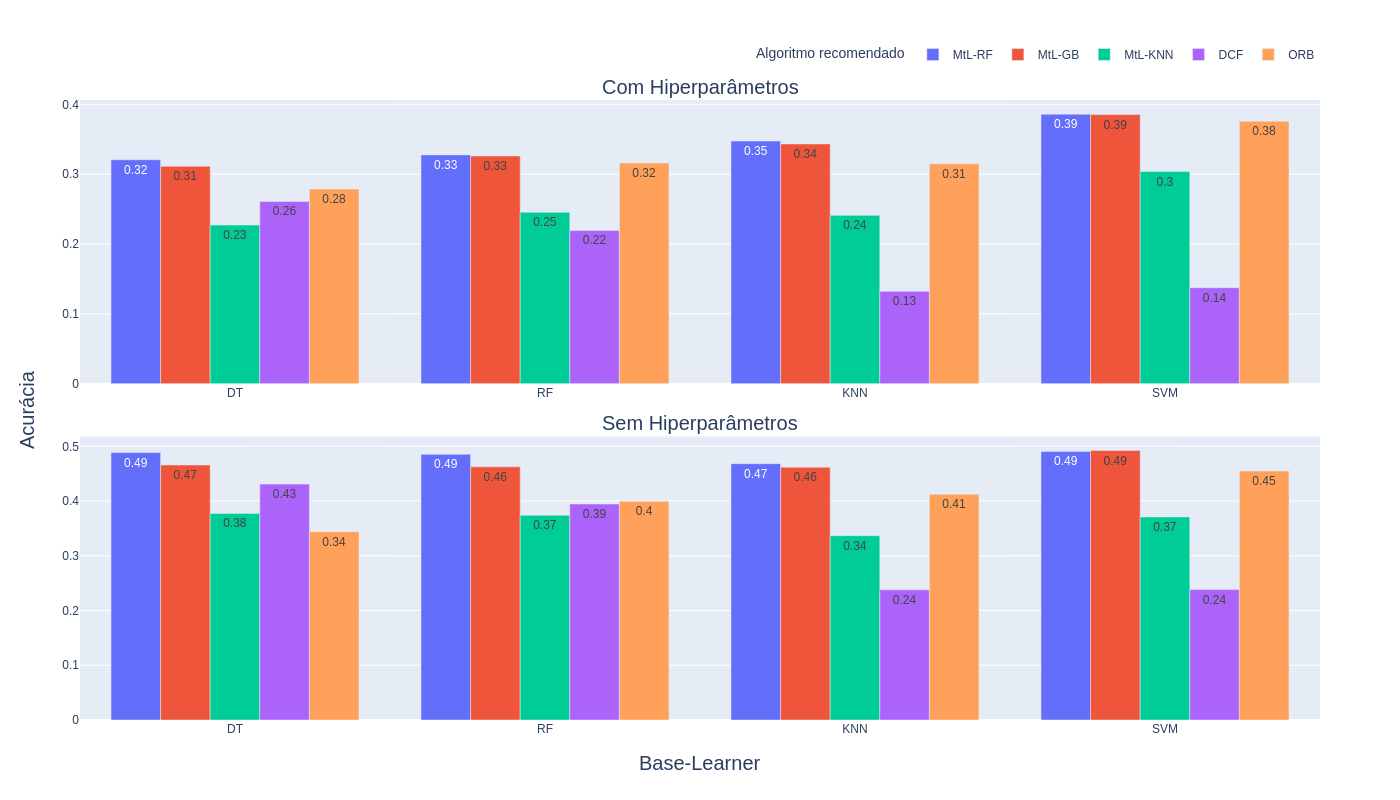 Algoritmo recomendado MtL-RF MtL-GB MtL-KNN DCF ORB
Com Hiperparâmetros
0.4
0.3
0.2
0.1
0
0.32 0.31 0.23 0.26 0.28
0.33 0.33 0.25 0.22 0.32
0.35 0.34 0.24 0.13 0.31
0.39 0.39 0.3 0.14 0.38
DT RF KNN SVM
Acurácia
Sem Hiperparâmetros
0.5
0.4
0.3
0.2
0.1
0
0.49 0.47 0.38 0.43 0.34
0.49 0.46 0.37 0.39 0.4
0.47 0.46 0.34 0.24 0.41
0.49 0.49 0.37 0.24 0.45
DT RF KNN SVM
Base-Learner